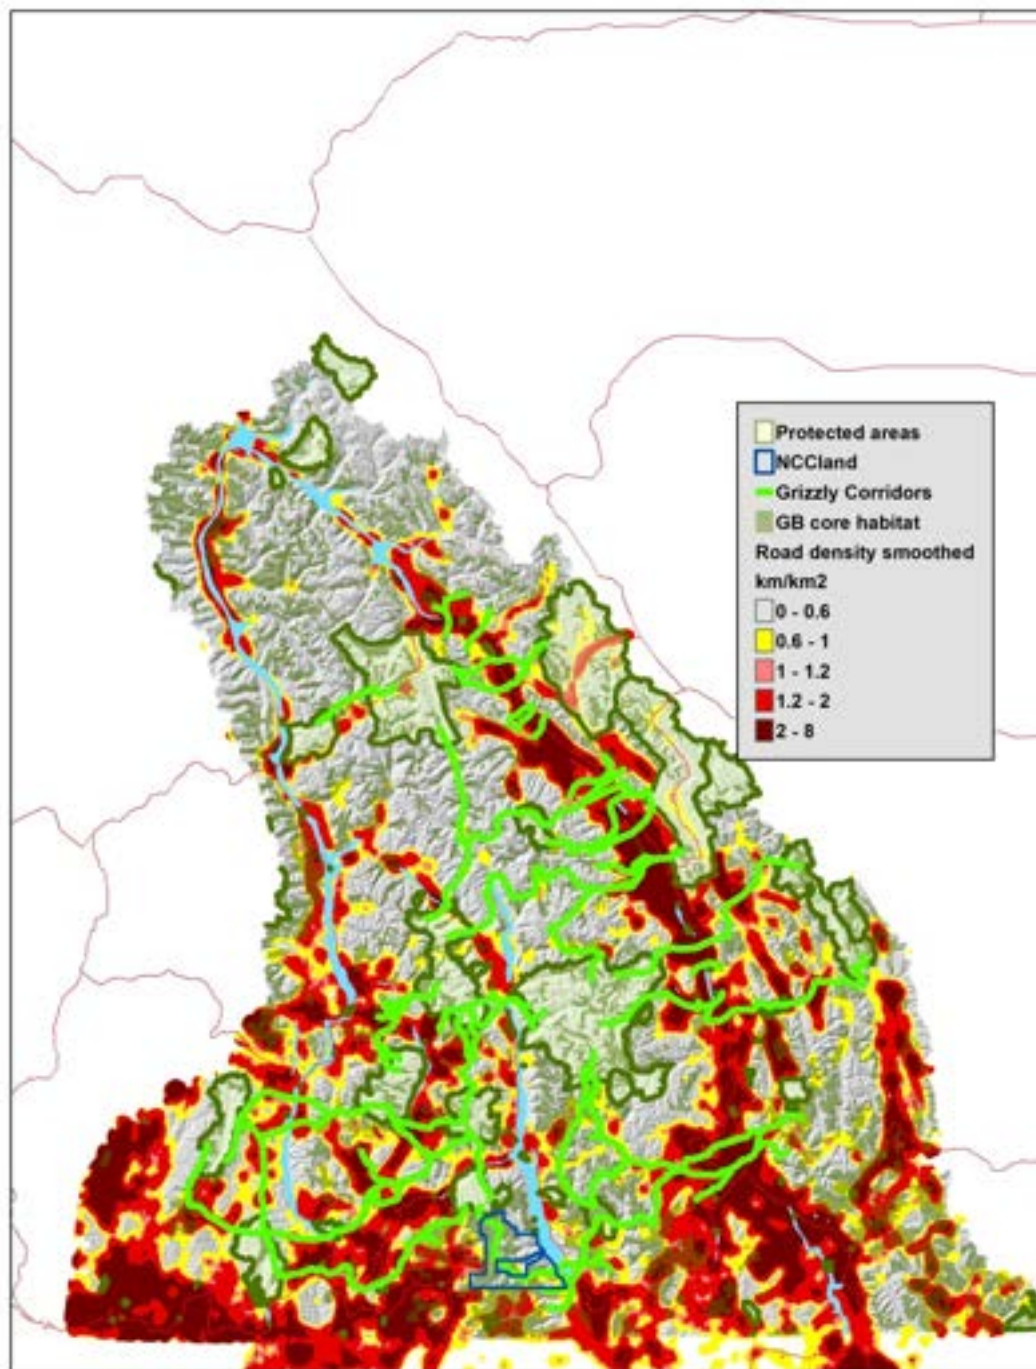 Protected areas
NCCland
Grizzly Corridors
GB core habitat
Road density smoothed
km/km2
0 - 0.6
0.6 - 1
1 - 1.2
1.2 - 2
2 - 8